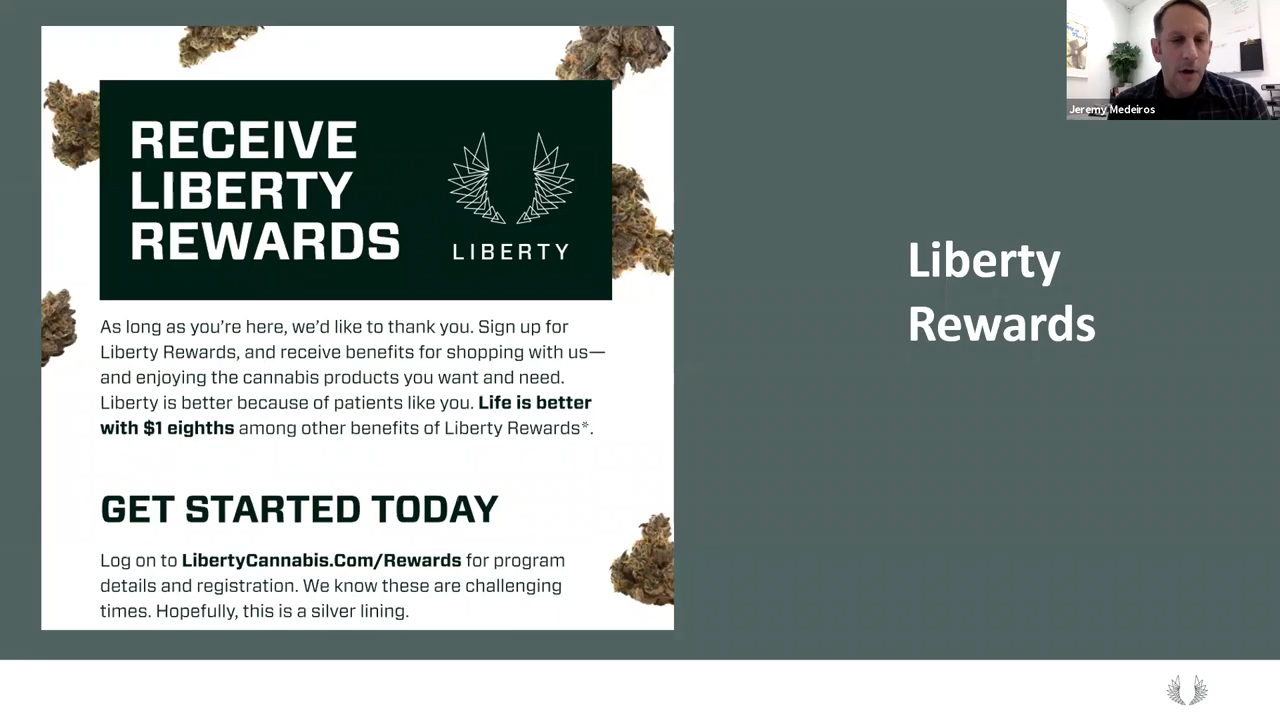 RECEIVE
LIBERTY
REWARDS
LIBERTY
As long as you're here, we'd like to thank you. Sign up for
Liberty Rewards, and receive benefits for shopping with us—
and enjoying the cannabis products you want and need.
Liberty is better because of patients like you. Life is better
with $1 eighths among other benefits of Liberty Rewards*.
GET STARTED TODAY
Log on to LibertyCannabis.Com/Rewards for program
details and registration. We know these are challenging
times. Hopefully, this is a silver lining.
Liberty
Rewards
Jeremy Medeiros